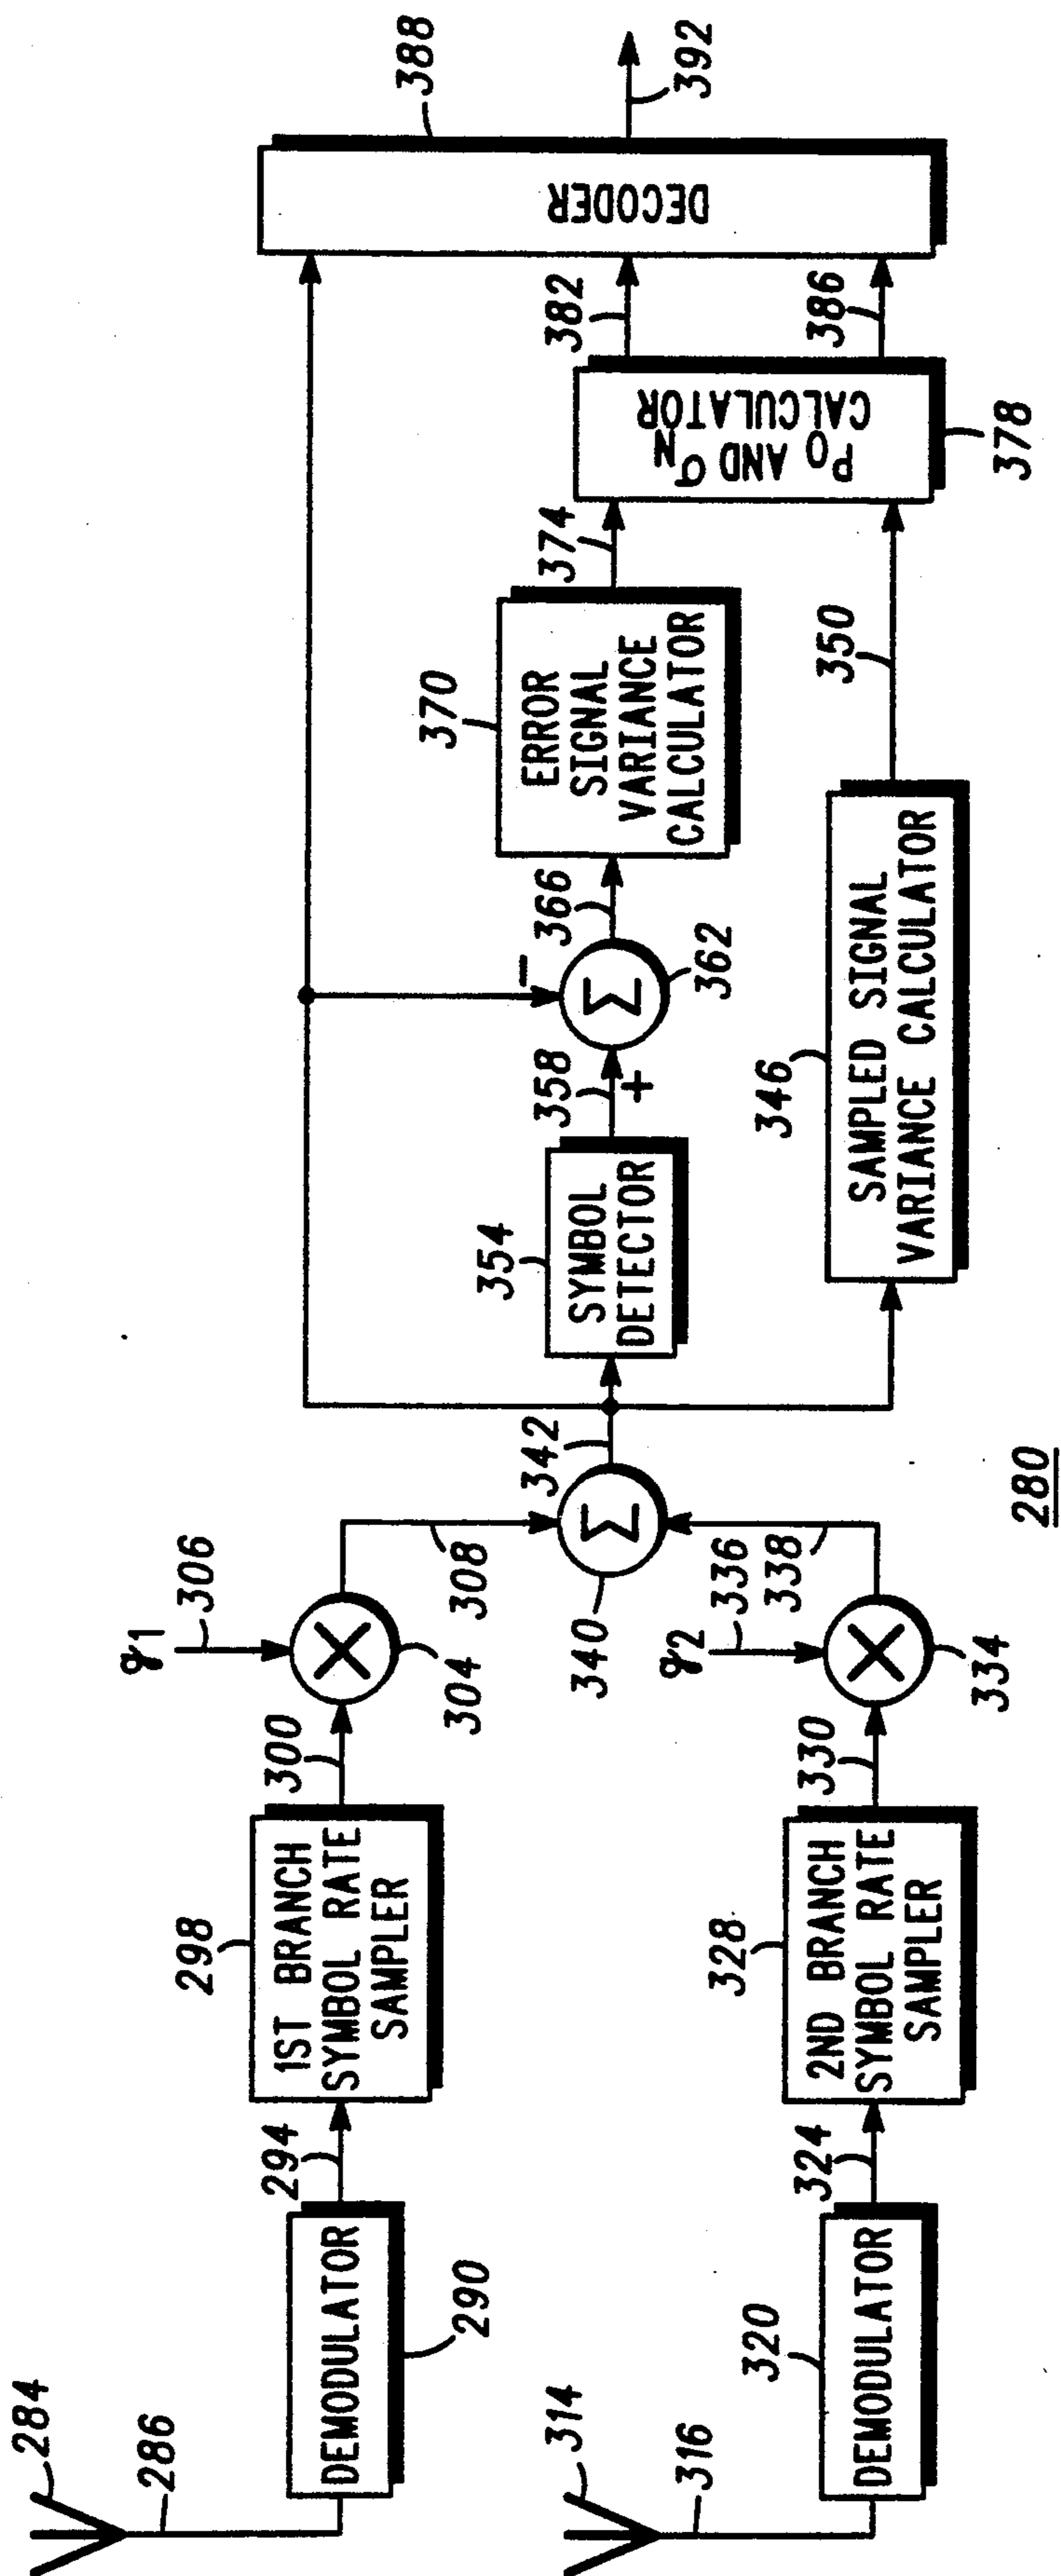 284
286
DEMODULATOR
290
294
298
1ST BRANCH
SYMBOL RATE
SAMPLER
300
g1
306
304
308
314
316
320
DEMODULATOR
324
328
2ND BRANCH
SYMBOL RATE
SAMPLER
330
g2
336
334
338
340
Σ
342
354
SYMBOL
DETECTOR
358
+
−
Σ
362
366
370
ERROR
SIGNAL
VARIANCE
CALCULATOR
374
346
SAMPLED SIGNAL
VARIANCE CALCULATOR
350
P0 AND σN
CALCULATOR
378
382
386
388
DECODER
392
280